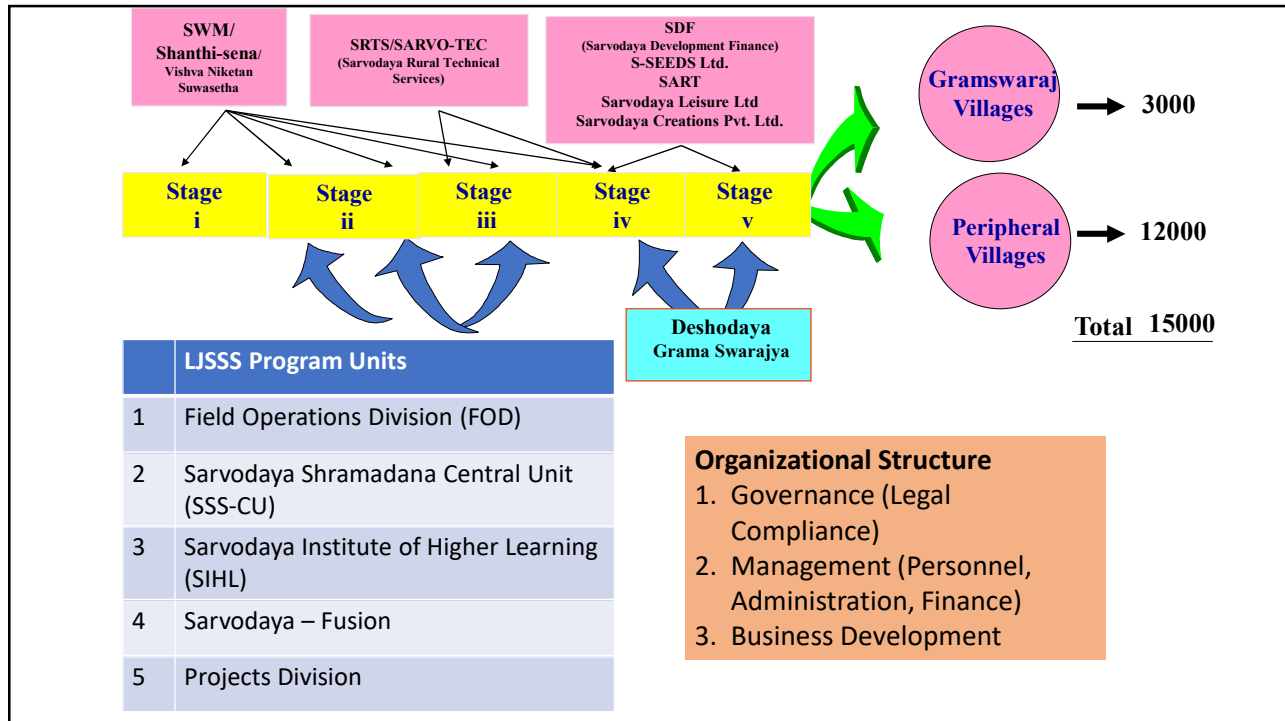 SWM/
Shanthi-sena/
Vishva Niketan
Suwasetha
SRTS/SARVO-TEC
(Sarvodaya Rural Technical
Services)
SDF
(Sarvodaya Development Finance)
S-SEEDS Ltd.
SART
Sarvodaya Leisure Ltd
Sarvodaya Creations Pvt. Ltd.
Gramswaraj
Villages
3000
Stage
i
Stage
ii
Stage
iii
Stage
iv
Stage
v
Peripheral
Villages
12000
Total 15000
Deshodaya
Grama Swarajya
LJSSS Program Units
1 Field Operations Division (FOD)
2 Sarvodaya Shramadana Central Unit
(SSS-CU)
3 Sarvodaya Institute of Higher Learning
(SIHL)
4 Sarvodaya – Fusion
5 Projects Division
Organizational Structure
1. Governance (Legal
Compliance)
2. Management (Personnel,
Administration, Finance)
3. Business Development